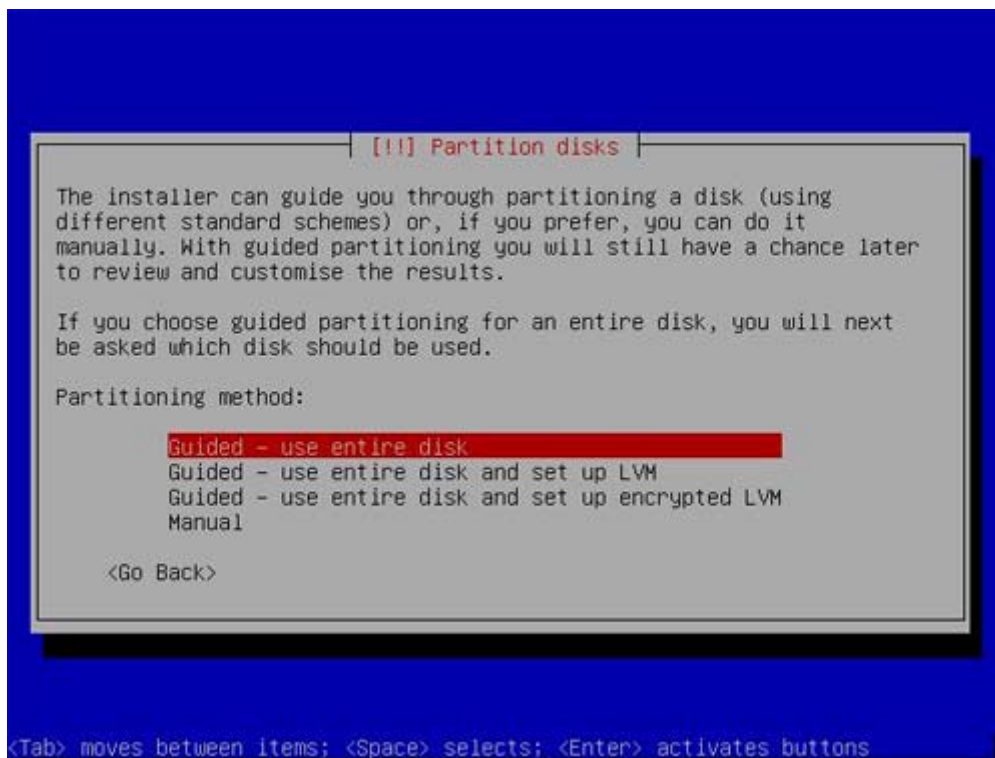 [!!] Partition disks
The installer can guide you through partitioning a disk (using
different standard schemes) or, if you prefer, you can do it
manually. With guided partitioning you will still have a chance later
to review and customise the results.
If you choose guided partitioning for an entire disk, you will next
be asked which disk should be used.
Partitioning method:
Guided – use entire disk
Guided – use entire disk and set up LVM
Guided – use entire disk and set up encrypted LVM
Manual
<Go Back>
<Tab> moves between items; <Space> selects; <Enter> activates buttons